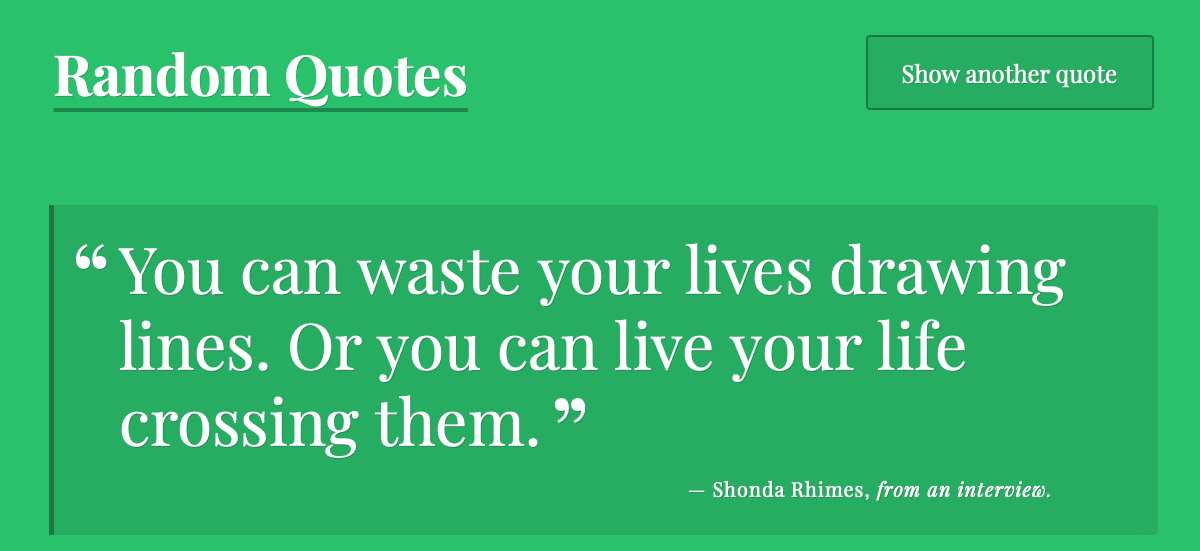 Random Quotes
Show another quote
“ You can waste your lives drawing
lines. Or you can live your life
crossing them. ”
— Shonda Rhimes, from an interview.